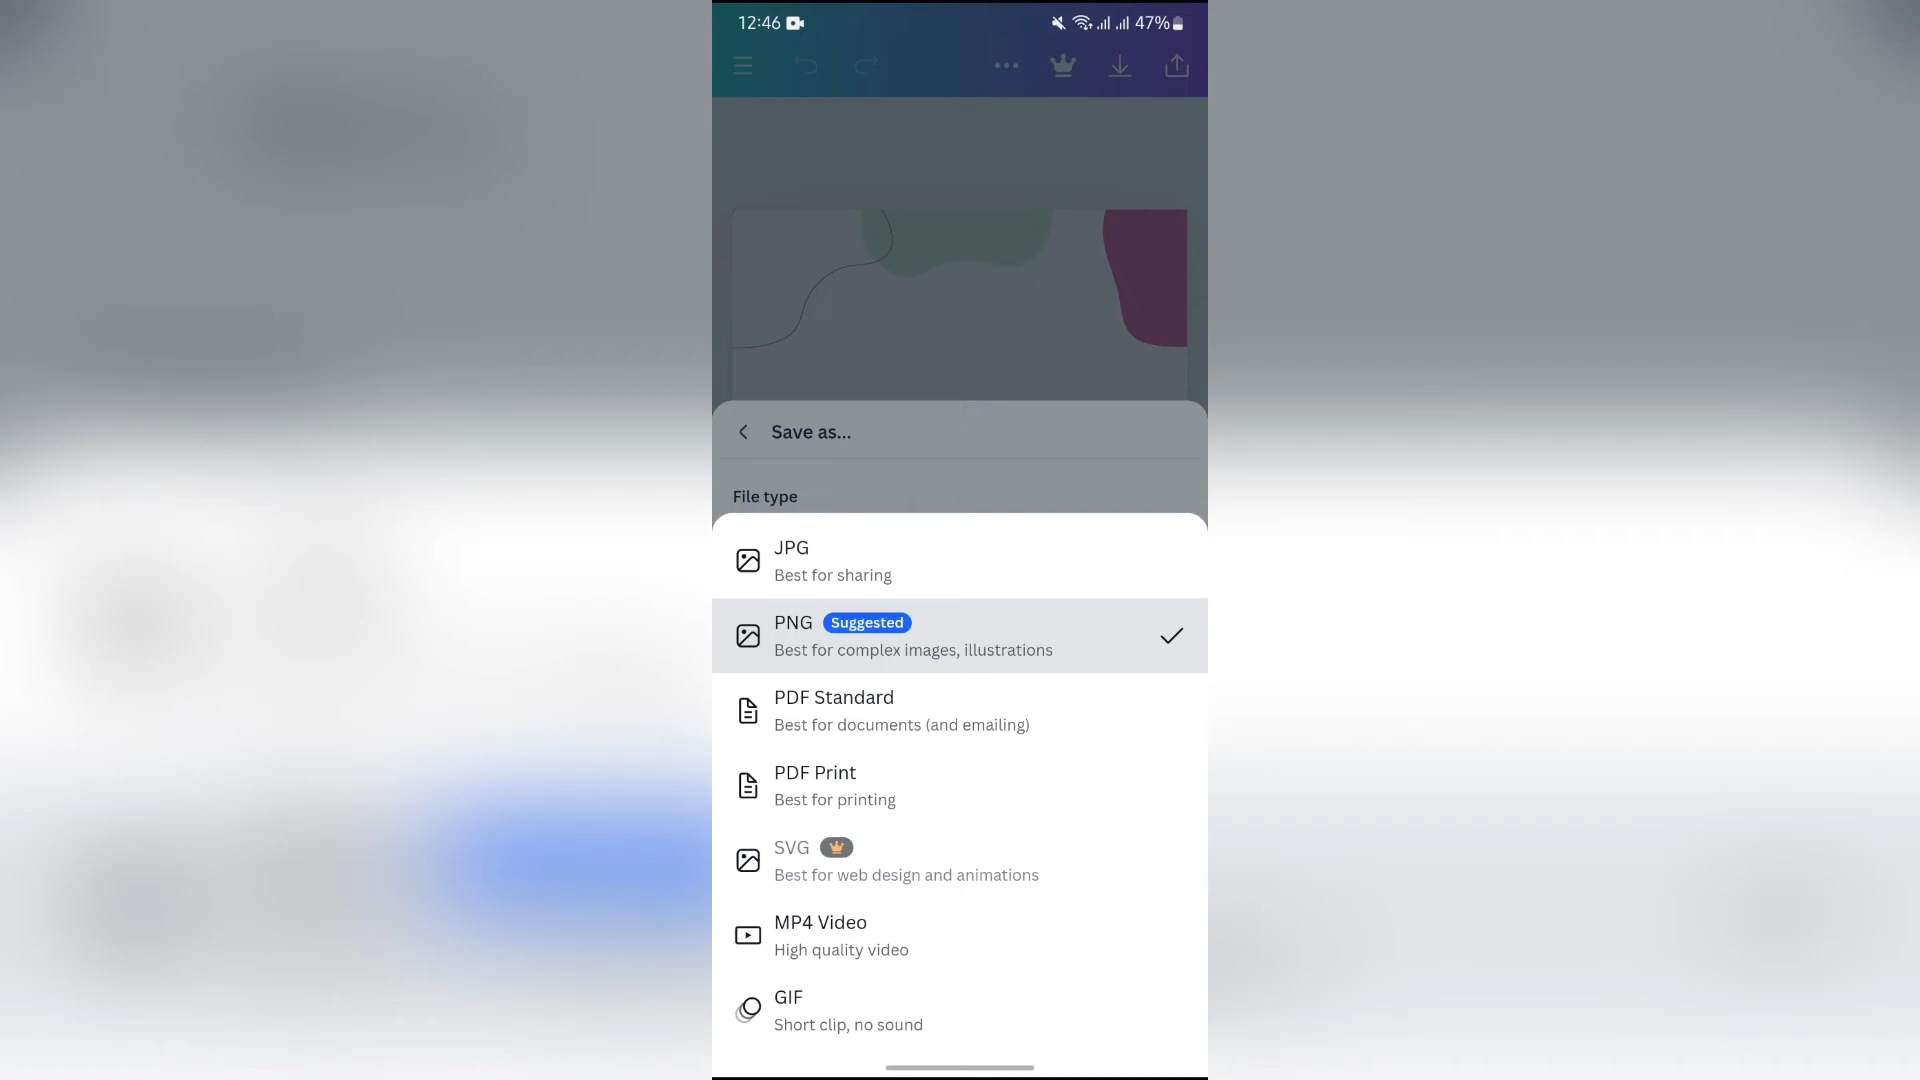 12:46
47%
Save as...
File type
JPG
Best for sharing
PNG Suggested
Best for complex images, illustrations
PDF Standard
Best for documents (and emailing)
PDF Print
Best for printing
SVG
Best for web design and animations
MP4 Video
High quality video
GIF
Short clip, no sound